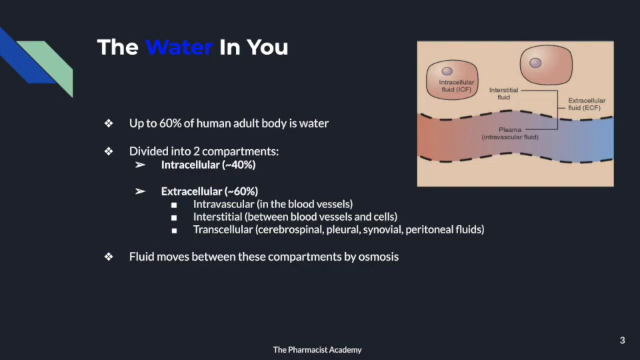 The Water In You
❖ Up to 60% of human adult body is water
❖ Divided into 2 compartments:
➢ Intracellular (~40%)
➢ Extracellular (~60%)
■ Intravascular (in the blood vessels)
■ Interstitial (between blood vessels and cells)
■ Transcellular (cerebrospinal, pleural, synovial, peritoneal fluids)
❖ Fluid moves between these compartments by osmosis
Intracellular
fluid (ICF)
Interstitial
fluid
Extracellular
fluid (ECF)
Plasma
(intravascular fluid)
The Pharmacist Academy
3